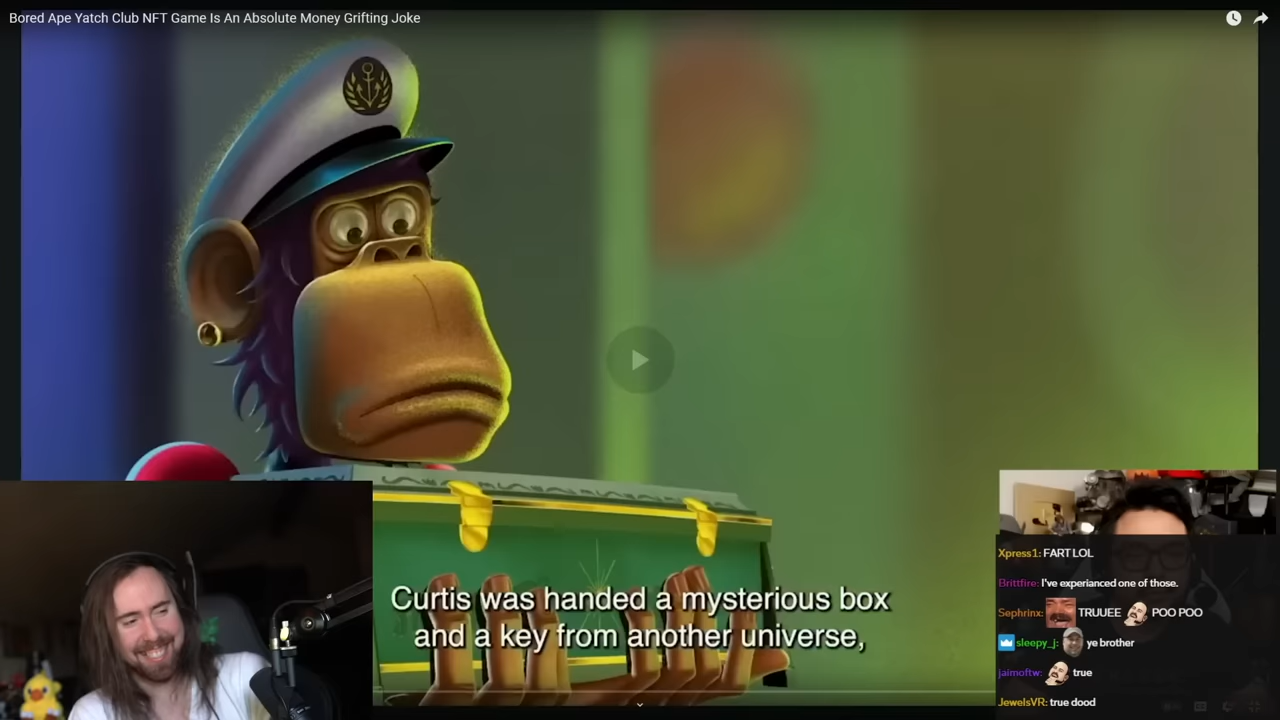 Bored Ape Yatch Club NFT Game Is An Absolute Money Grifting Joke
Curtis was handed a mysterious box
and a key from another universe,
Xpress1: FART LOL
Brittfire: I've experianced one of those.
Sephrinx: TRUUEE POO POO
sleepy_j: ye brother
jaimoftw: true
JewelsVR: true dood